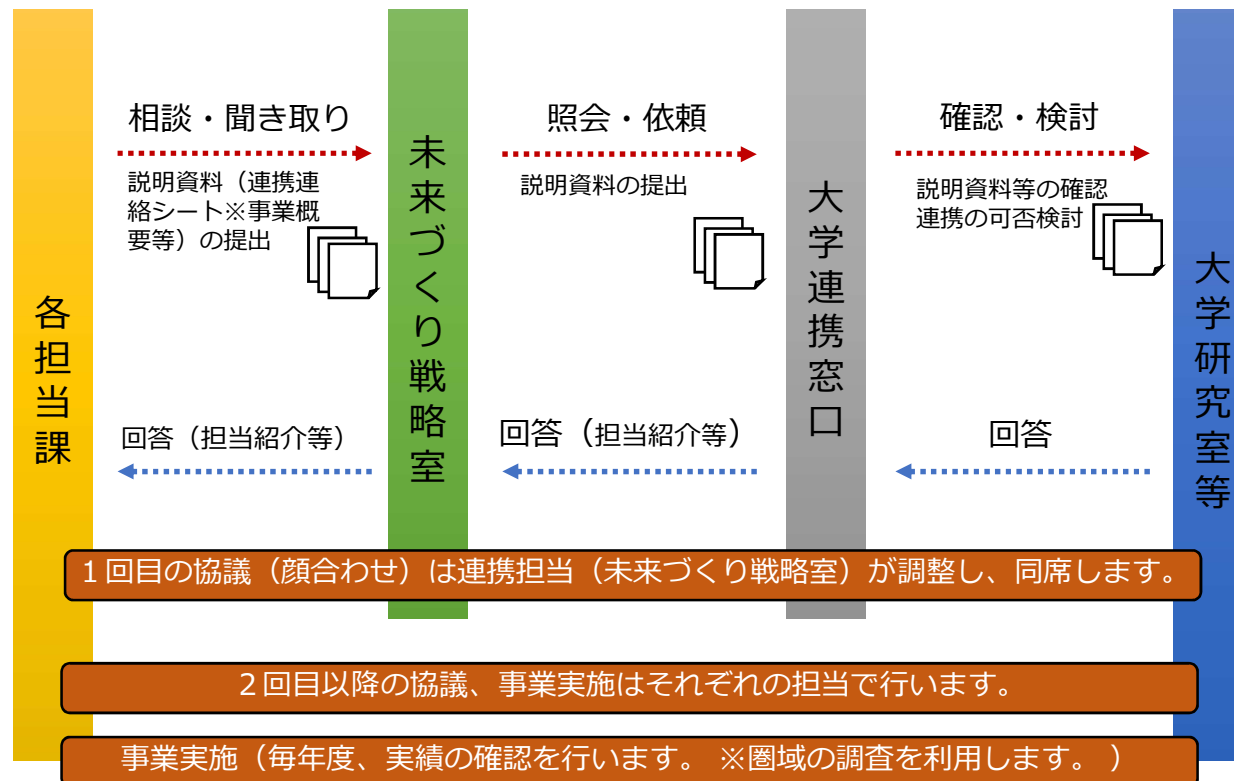 相談・聞き取り
説明資料（連携連
絡シート※事業概
要等）の提出
照会・依頼
説明資料の提出
確認・検討
説明資料等の確認
連携の可否検討
各担当課
未来づくり戦略室
大学連携窓口
大学研究室等
回答（担当紹介等）
回答（担当紹介等）
回答
１回目の協議（顔合わせ）は連携担当（未来づくり戦略室）が調整し、同席します。
２回目以降の協議、事業実施はそれぞれの担当で行います。
事業実施（毎年度、実績の確認を行います。 ※圏域の調査を利用します。 ）